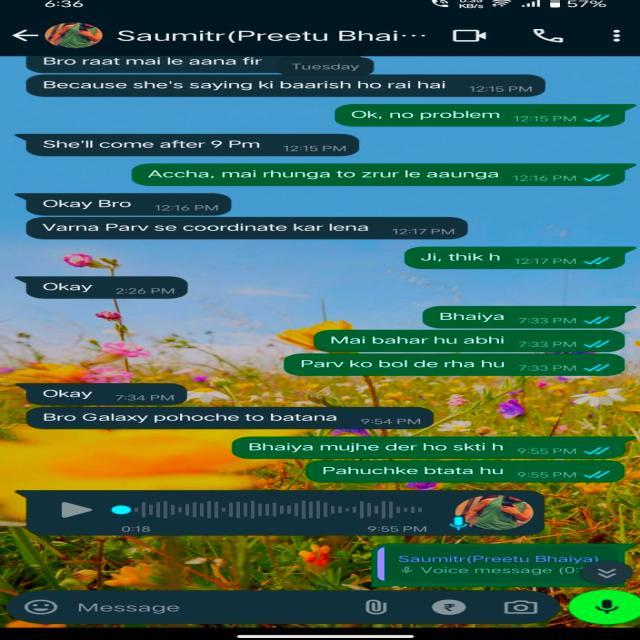 6:36
0.35 KB/s
57%
Saumitr(Preetu Bhai...
Bro raat mai le aana fir
Tuesday
Because she's saying ki baarish ho rai hai 12:15 PM
Ok, no problem 12:15 PM
She'll come after 9 Pm 12:15 PM
Accha, mai rhunga to zrur le aaunga 12:16 PM
Okay Bro 12:16 PM
Varna Parv se coordinate kar lena 12:17 PM
Ji, thik h 12:17 PM
Okay 2:26 PM
Bhaiya 7:33 PM
Mai bahar hu abhi 7:33 PM
Parv ko bol de rha hu 7:33 PM
Okay 7:34 PM
Bro Galaxy pohoche to batana 9:54 PM
Bhaiya mujhe der ho skti h 9:55 PM
Pahuchke btata hu 9:55 PM
0:18 9:55 PM
Saumitr(Preetu Bhaiya)
Voice message (0:
Message